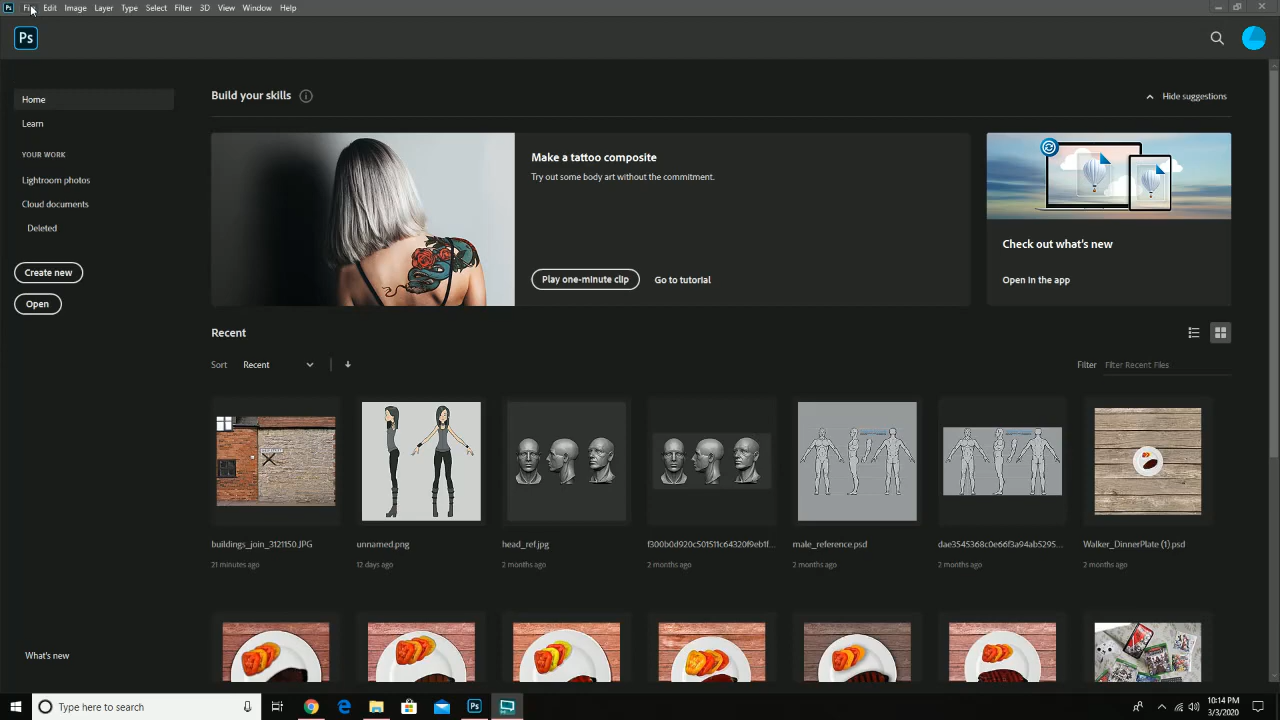 Ps File Edit Image Layer Type Select Filter 3D View Window Help
Ps
Home
Learn
YOUR WORK
Lightroom photos
Cloud documents
Deleted
Create new
Open
What's new
Build your skills
Hide suggestions
Make a tattoo composite
Try out some body art without the commitment.
Play one-minute clip Go to tutorial
Check out what's new
Open in the app
Recent
Sort Recent
Filter Filter Recent Files
buildings_join_3121150.JPG unnamed.png head_ref.jpg f300b0d920c501511c64320f9eb1f... male_reference.psd dae3545368c0e66f3a94ab5295... Walker_DinnerPlate (1).psd
21 minutes ago 12 days ago 2 months ago 2 months ago 2 months ago 2 months ago 2 months ago
Type here to search
Ps
10:14 PM
3/3/2020